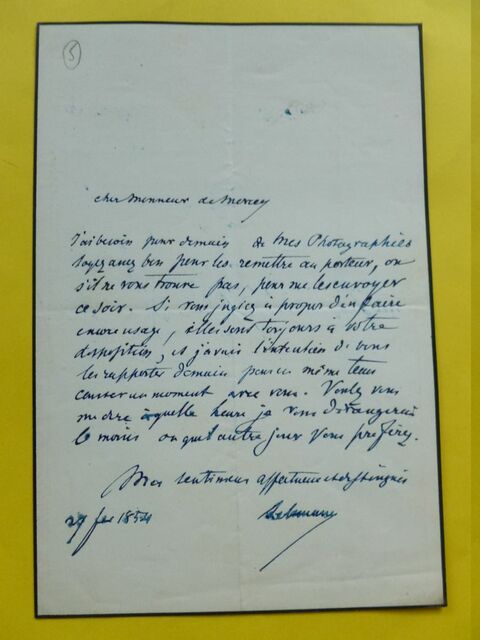 5
cher Monsieur de Mercey
J'ai besoin pour demain de mes Photographies
soyez assez bon pour les remettre au porteur, ou
s'il ne vous trouve pas, pour me les envoyer
ce soir. Si vous jugiez à propos d'en faire
encore usage, elles sont toujours à votre
disposition, et j'avais l'intention de vous
les rapporter demain pour en même tems
causer un moment avec vous. Voulez vous
me dire à quelle heure je vous dérangerais
le moins ou quel autre jour vous préférez.
Mes sentimens affectueux et distingués
27 fev 1854